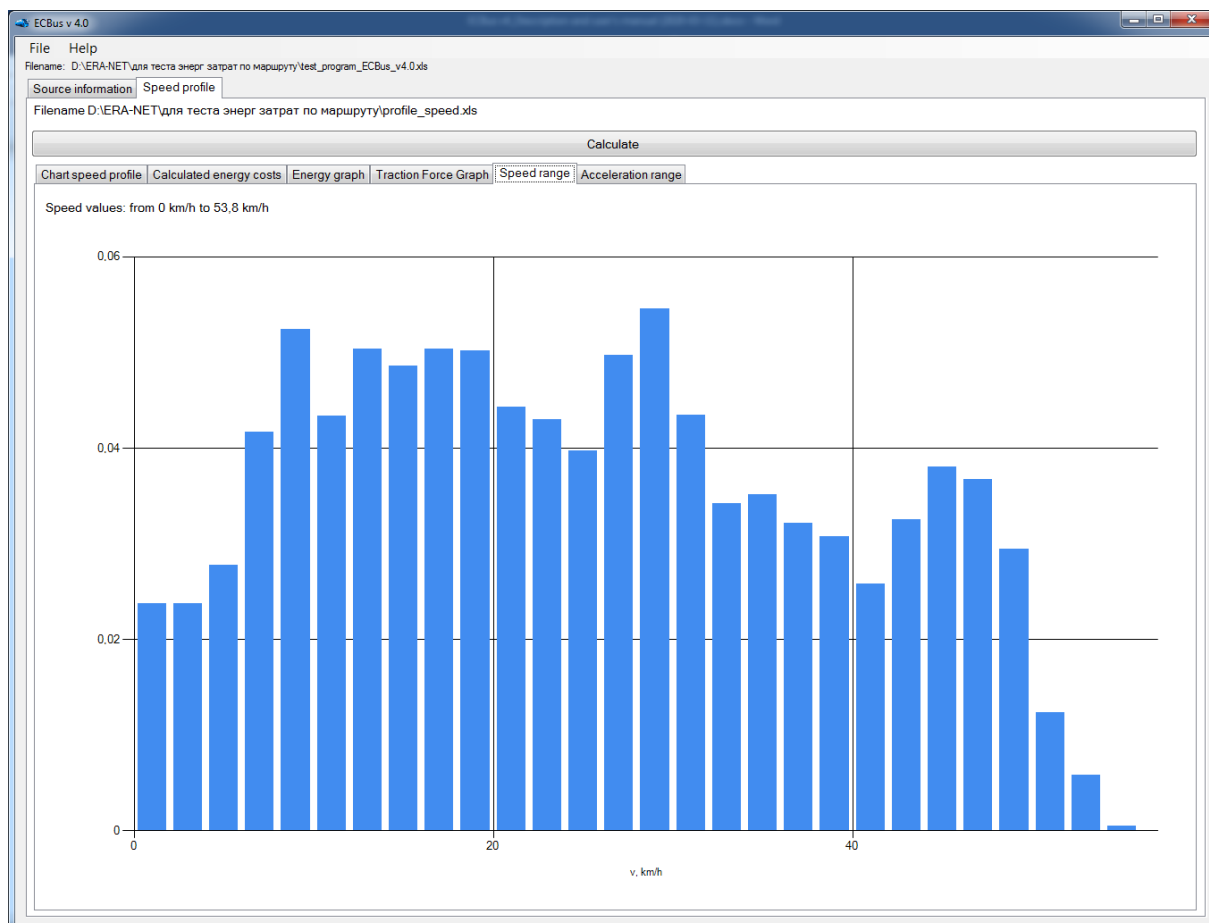 ECBus v 4.0
File Help
Filename: D:\ERA-NET\для теста энерг затрат по маршруту\test_program_ECBus_v4.0.xls
Source information Speed profile
Filename D:\ERA-NET\для теста энерг затрат по маршруту\profile_speed.xls
Calculate
Chart speed profile Calculated energy costs Energy graph Traction Force Graph Speed range Acceleration range
Speed values: from 0 km/h to 53,8 km/h
0,06
0,04
0,02
0
0 20 40
v, km/h